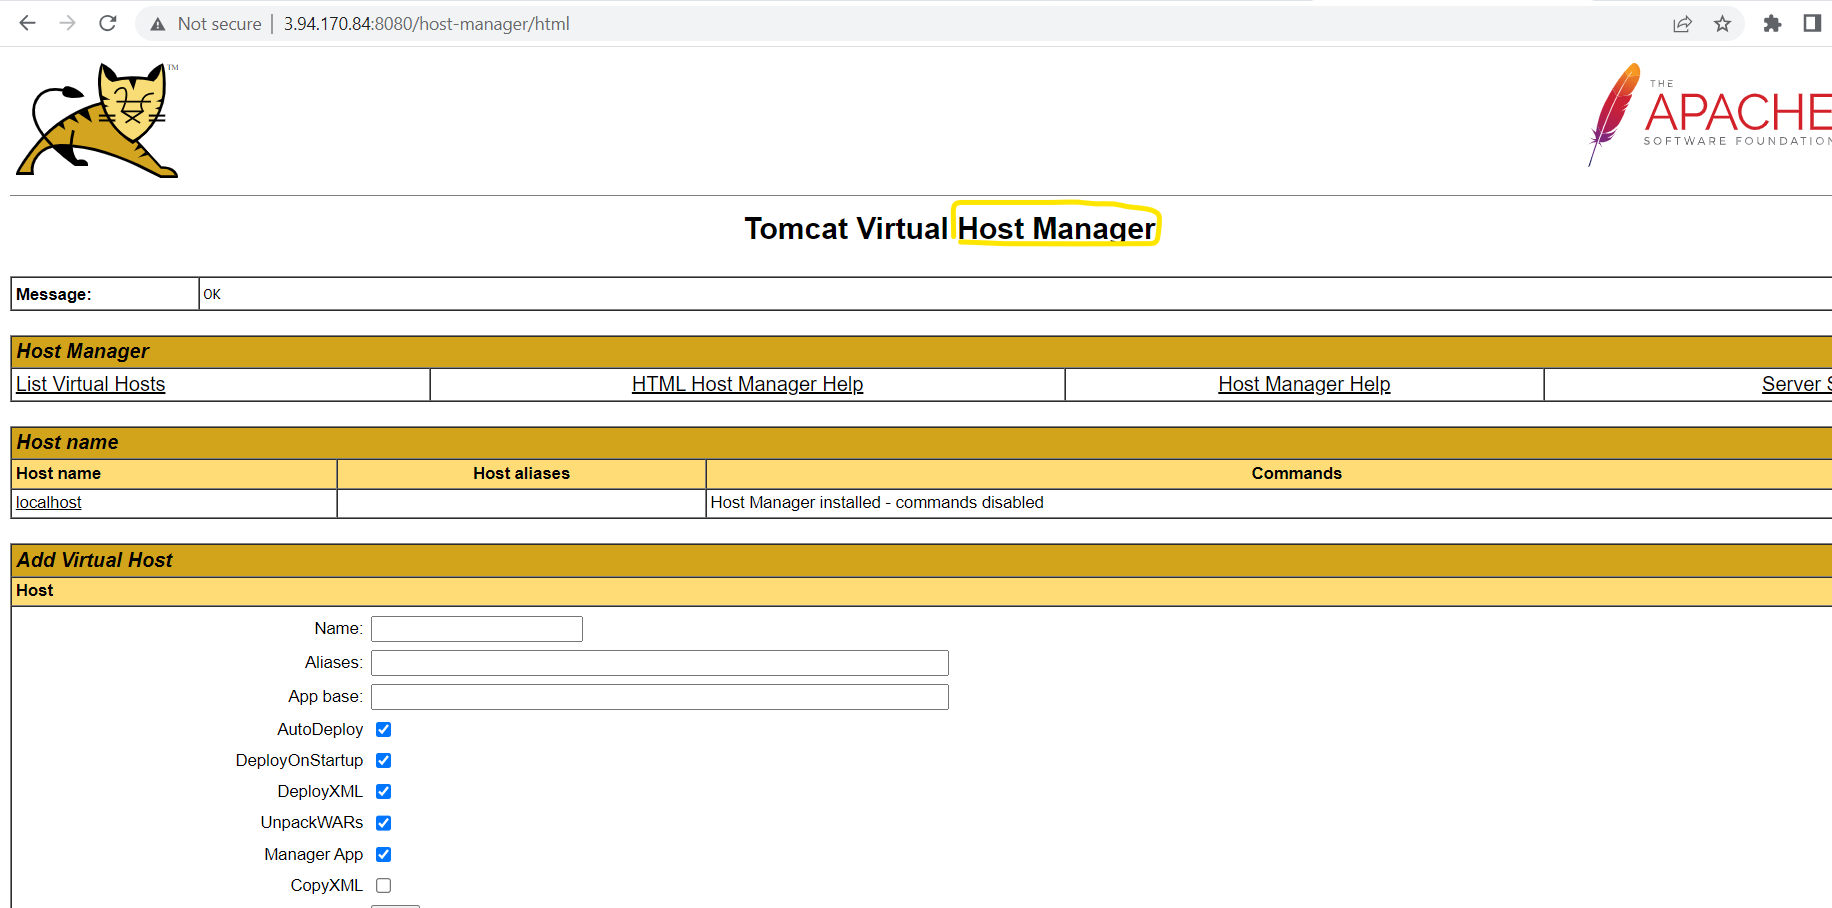 Not secure | 3.94.170.84:8080/host-manager/html
TM
THE
APACHE
SOFTWARE FOUNDATION
Tomcat Virtual Host Manager
Message: OK
Host Manager
List Virtual Hosts HTML Host Manager Help Host Manager Help Server S
Host name
Host name Host aliases Commands
localhost Host Manager installed - commands disabled
Add Virtual Host
Host
Name:
Aliases:
App base:
AutoDeploy
DeployOnStartup
DeployXML
UnpackWARs
Manager App
CopyXML